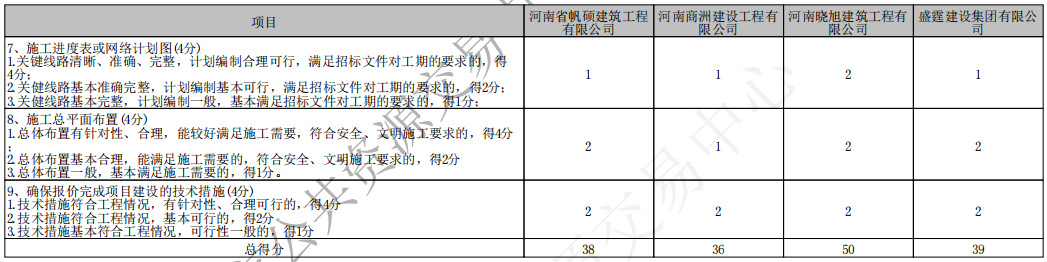 项目
河南省帆硕建筑工程有限公司
河南商洲建设工程有限公司
河南晓旭建筑工程有限公司
盛霆建设集团有限公司
7、施工进度表或网络计划图(4分)
1.关键线路清晰、准确、完整，计划编制合理可行，满足招标文件对工期的要求的，得
4分；
2.关健线路基本准确完整，计划编制基本可行，满足招标文件对工期的要求的，得2分；
3.关健线路基本完整，计划编制一般，基本满足招标文件对工期的要求的，得1分；
1 1 2 1
8、施工总平面布置(4分)
1.总体布置有针对性、合理，能较好满足施工需要，符合安全、文明施工要求的，得4分
；
2.总体布置基本合理，能满足施工需要的，符合安全、文明施工要求的，得2分
3.总体布置一般，基本满足施工需要的，得1分。
2 1 2 2
9、确保报价完成项目建设的技术措施(4分)
1.技术措施符合工程情况，有针对性、合理可行的，得4分
2.技术措施符合工程情况，基本可行的，得2分
3.技术措施基本符合工程情况，可行性一般的，得1分
2 2 2 2
总得分 38 36 50 39
公共资源交易
交易中心